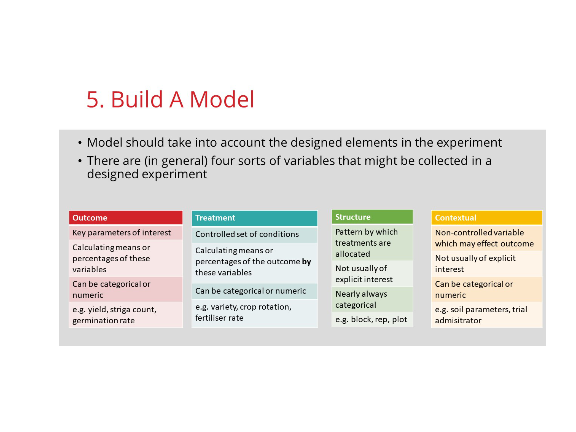 5. Build A Model
• Model should take into account the designed elements in the experiment
• There are (in general) four sorts of variables that might be collected in a
designed experiment
Outcome
Key parameters of interest
Calculating means or
percentages of these
variables
Can be categorical or
numeric
e.g. yield, striga count,
germination rate
Treatment
Controlled set of conditions
Calculating means or
percentages of the outcome by
these variables
Can be categorical or numeric
e.g. variety, crop rotation,
fertiliser rate
Structure
Pattern by which
treatments are
allocated
Not usually of
explicit interest
Nearly always
categorical
e.g. block, rep, plot
Contextual
Non-controlled variable
which may effect outcome
Not usually of explicit
interest
Can be categorical or
numeric
e.g. soil parameters, trial
admisitrator